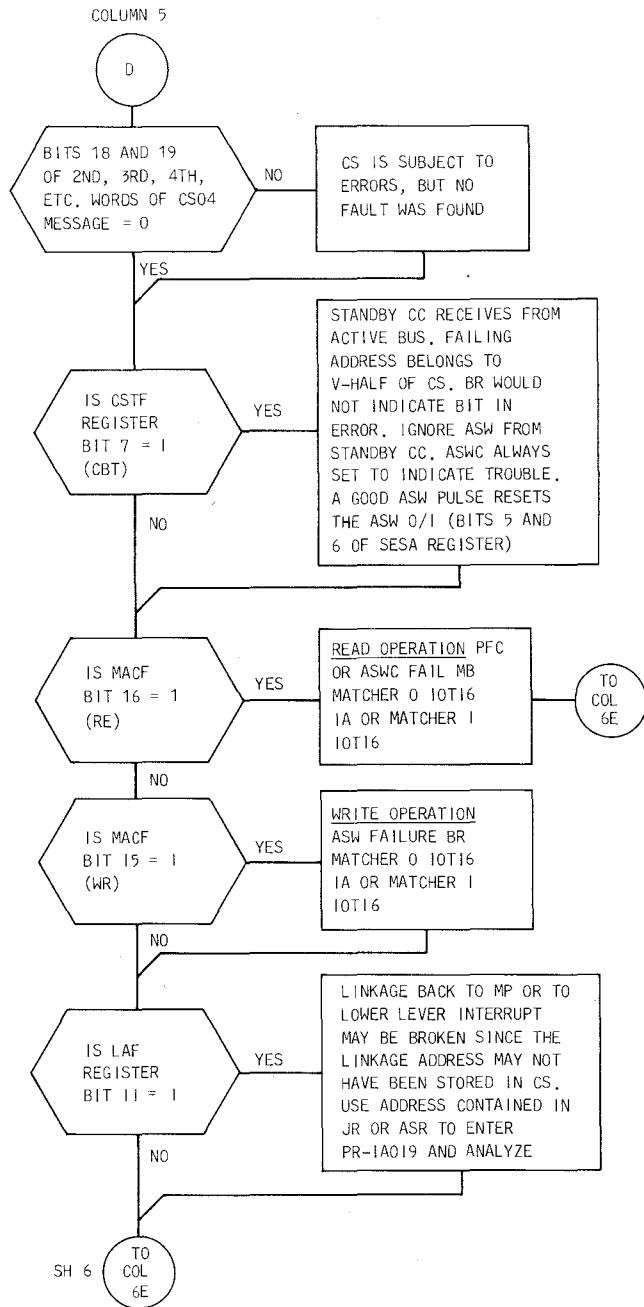 COLUMN 5
D
BITS 18 AND 19
OF 2ND, 3RD, 4TH,
ETC. WORDS OF CS04
MESSAGE = 0
NO
CS IS SUBJECT TO
ERRORS, BUT NO
FAULT WAS FOUND
YES
IS CSTF
REGISTER
BIT 7 = 1
(CBT)
YES
STANDBY CC RECEIVES FROM
ACTIVE BUS. FAILING
ADDRESS BELONGS TO
V-HALF OF CS. BR WOULD
NOT INDICATE BIT IN
ERROR. IGNORE ASW FROM
STANDBY CC. ASWC ALWAYS
SET TO INDICATE TROUBLE.
A GOOD ASW PULSE RESETS
THE ASW 0/1 (BITS 5 AND
6 OF SESA REGISTER)
NO
IS MACF
BIT 16 = 1
(RE)
YES
READ OPERATION PFC
OR ASWC FAIL MB
MATCHER 0 IOT16
1A OR MATCHER 1
IOT16
TO
COL
6E
NO
IS MACF
BIT 15 = 1
(WR)
YES
WRITE OPERATION
ASW FAILURE BR
MATCHER 0 IOT16
1A OR MATCHER 1
IOT16
NO
IS LAF
REGISTER
BIT 11 = 1
YES
LINKAGE BACK TO MP OR TO
LOWER LEVER INTERRUPT
MAY BE BROKEN SINCE THE
LINKAGE ADDRESS MAY NOT
HAVE BEEN STORED IN CS.
USE ADDRESS CONTAINED IN
JR OR ASR TO ENTER
PR-1A019 AND ANALYZE
NO
SH 6
TO
COL
6E